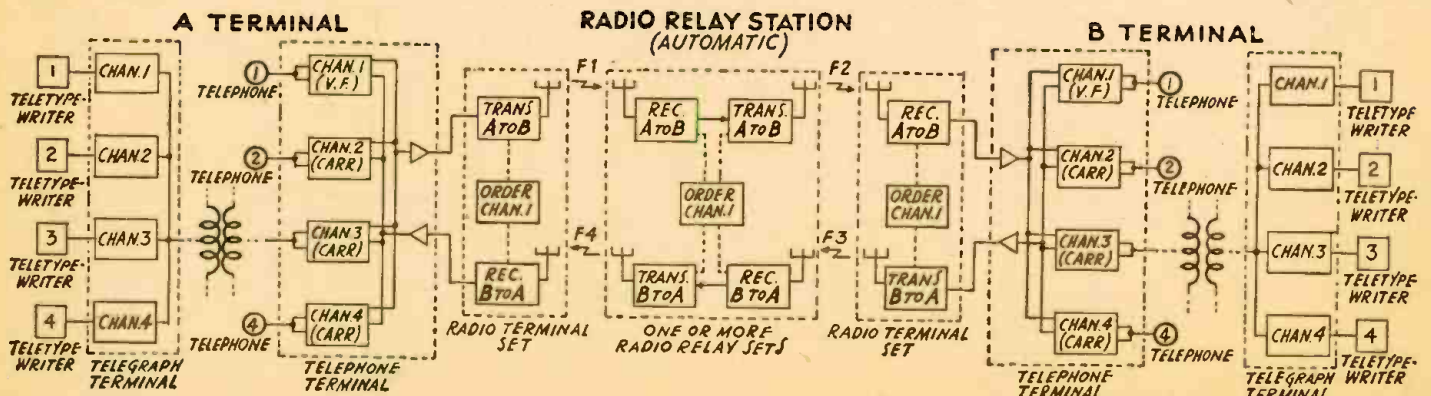 A TERMINAL
RADIO RELAY STATION
(AUTOMATIC)
B TERMINAL
1
TELETYPE-
WRITER
2
TELETYPE-
WRITER
3
TELETYPE-
WRITER
4
TELETYPE-
WRITER
CHAN.1
CHAN.2
CHAN.3
CHAN.4
TELEGRAPH
TERMINAL
1
TELEPHONE
2
TELEPHONE
4
TELEPHONE
CHAN.1
(V.F.)
CHAN.2
(CARR)
CHAN.3
(CARR)
CHAN.4
(CARR)
TELEPHONE
TERMINAL
TRANS
A TO B
ORDER
CHAN.1
REC.
B TO A
RADIO TERMINAL
SET
F1
F4
REC.
A TO B
TRANS.
A TO B
ORDER
CHAN.1
TRANS.
B TO A
REC.
B TO A
ONE OR MORE
RADIO RELAY SETS
F2
F3
REC.
A TO B
ORDER
CHAN.1
TRANS
B TO A
RADIO TERMINAL
SET
CHAN.1
(V.F.)
CHAN.2
(CARR)
CHAN.3
(CARR)
CHAN.4
(CARR)
TELEPHONE
TERMINAL
1
TELEPHONE
2
TELEPHONE
4
TELEPHONE
CHAN.1
CHAN.2
CHAN.3
CHAN.4
TELEGRAPH
TERMINAL
1
TELETYPE-
WRITER
2
TELETYPE-
WRITER
3
TELETYPE-
WRITER
4
TELETYPE-
WRITER